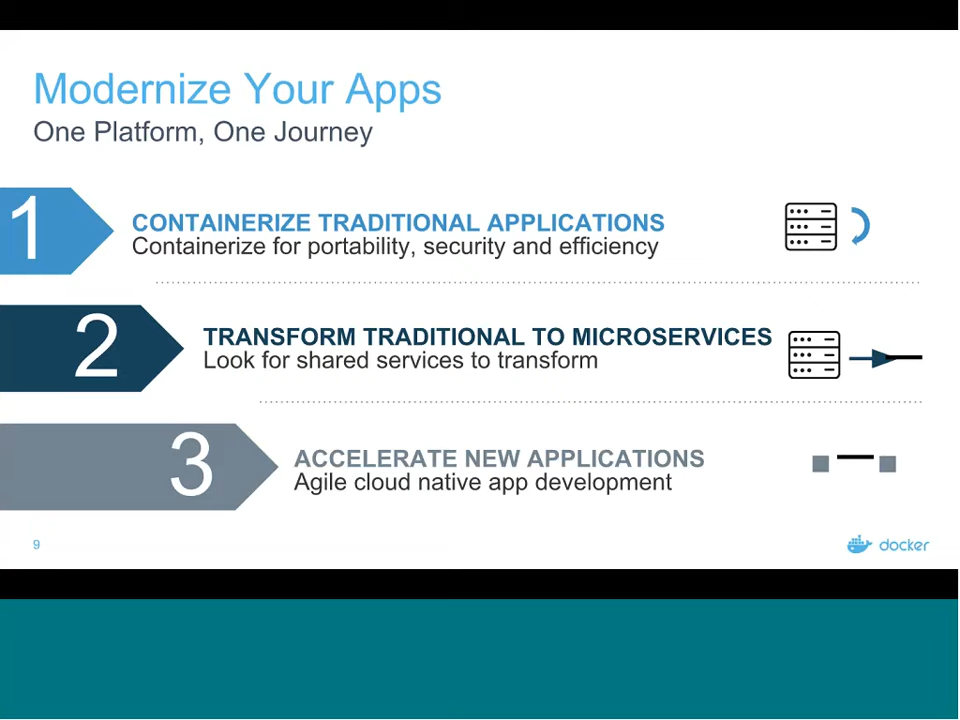 Modernize Your Apps
One Platform, One Journey
1
CONTAINERIZE TRADITIONAL APPLICATIONS
Containerize for portability, security and efficiency
2
TRANSFORM TRADITIONAL TO MICROSERVICES
Look for shared services to transform
3
ACCELERATE NEW APPLICATIONS
Agile cloud native app development
9
docker